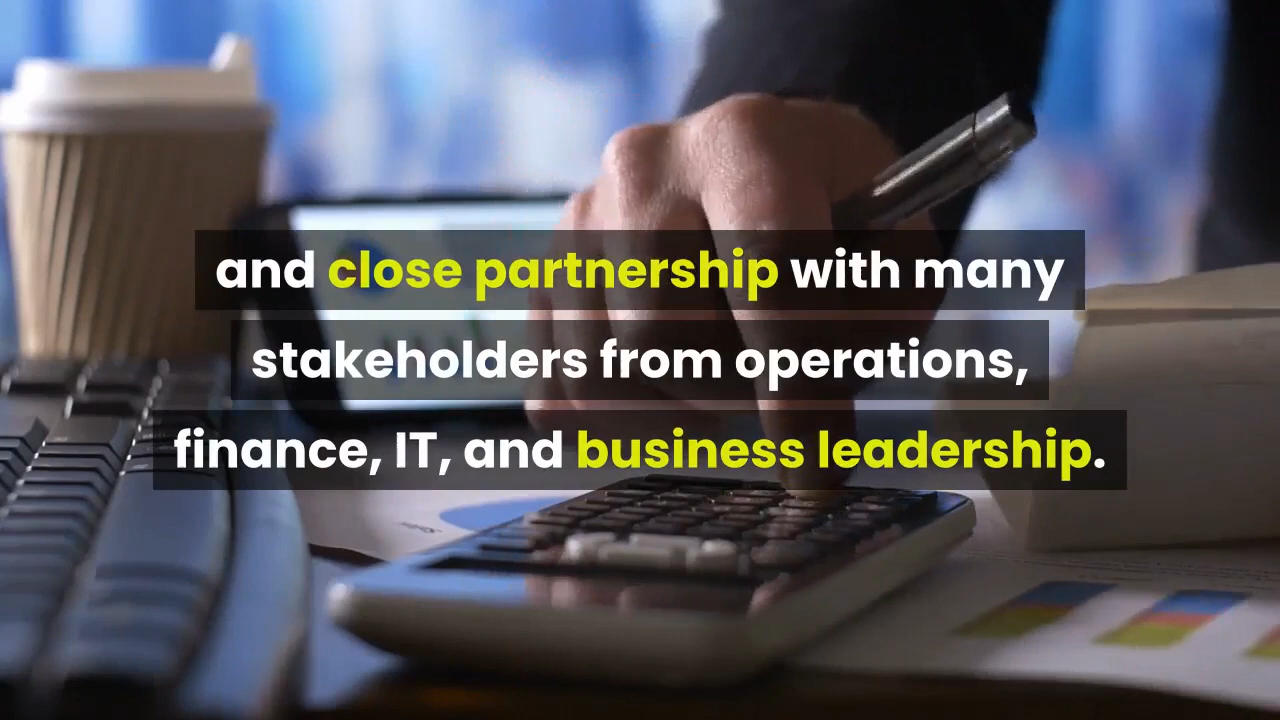 and close partnership with many
stakeholders from operations,
finance, IT, and business leadership.